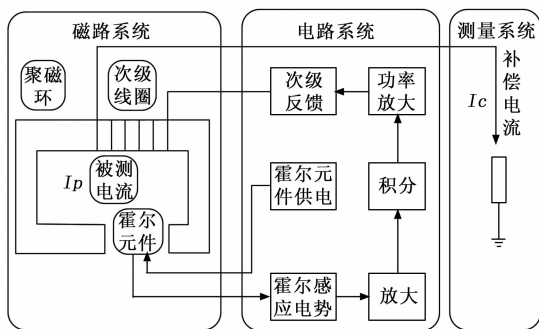 磁路系统
电路系统
测量系统
聚磁
环
次级
线圈
次级
反馈
功率
放大
补偿电流
Ic
Ip
被测
电流
霍尔元
件供电
积分
霍尔
元件
霍尔感
应电势
放大